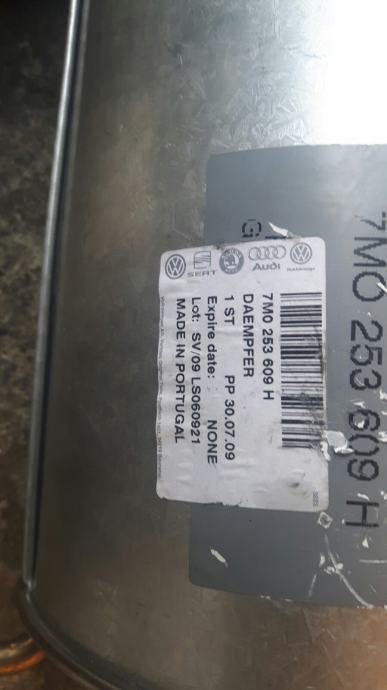 7M0 253 609 H
G
SEAT
Audi
7M0 253 609 H
DAEMPFER
1 ST PP 30.07.09
Expire date: NONE
Lot: SV/09 LS060921
MADE IN PORTUGAL